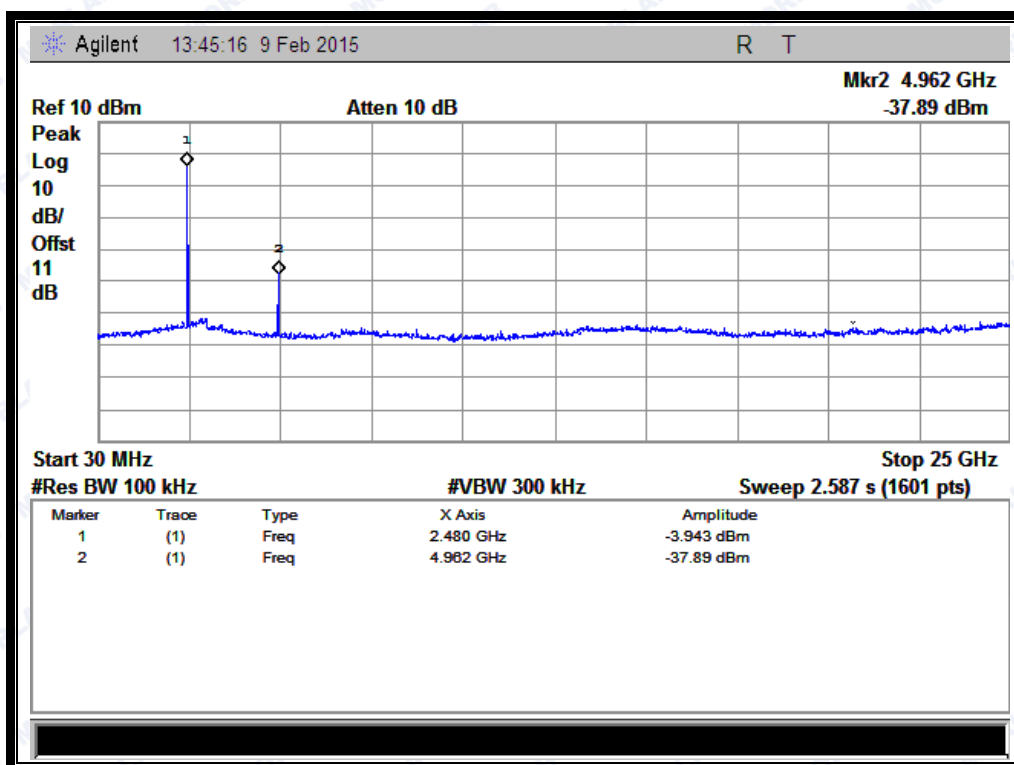 Agilent 13:45:16 9 Feb 2015 R T
Mkr2 4.962 GHz
Ref 10 dBm Atten 10 dB -37.89 dBm
Peak
Log
10
dB/
Offst
11
dB
1
2
Start 30 MHz Stop 25 GHz
#Res BW 100 kHz #VBW 300 kHz Sweep 2.587 s (1601 pts)
Marker Trace Type X Axis Amplitude
1 (1) Freq 2.480 GHz -3.943 dBm
2 (1) Freq 4.962 GHz -37.89 dBm